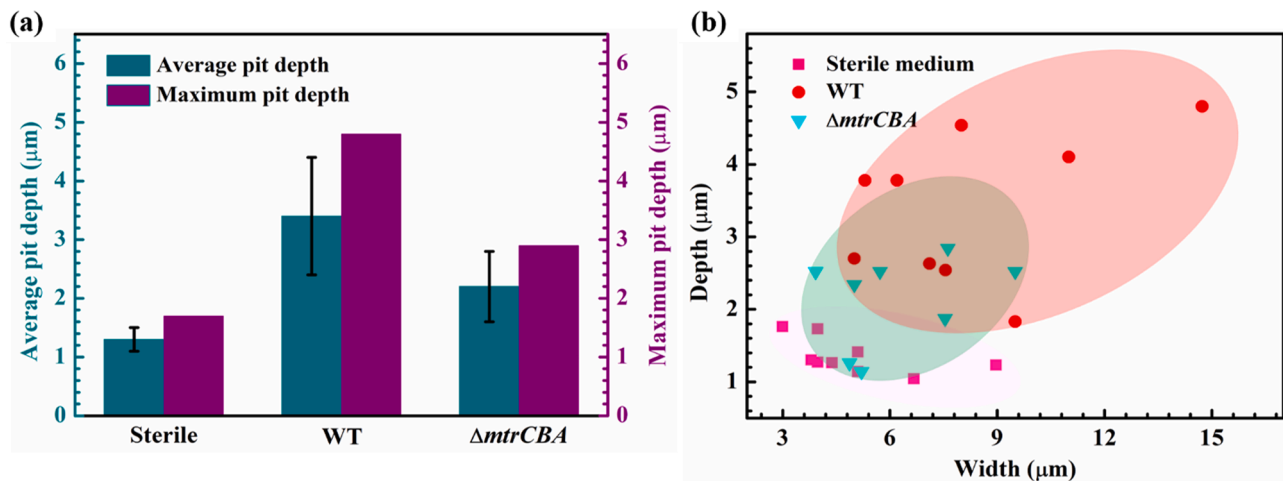 (a)
Average pit depth
Maximum pit depth
Average pit depth (μm)
6
5
4
3
2
1
0
Maximum pit depth (μm)
6
5
4
3
2
1
0
Sterile
WT
ΔmtrCBA
(b)
Sterile medium
WT
ΔmtrCBA
Depth (μm)
5
4
3
2
1
3
6
9
12
15
Width (μm)